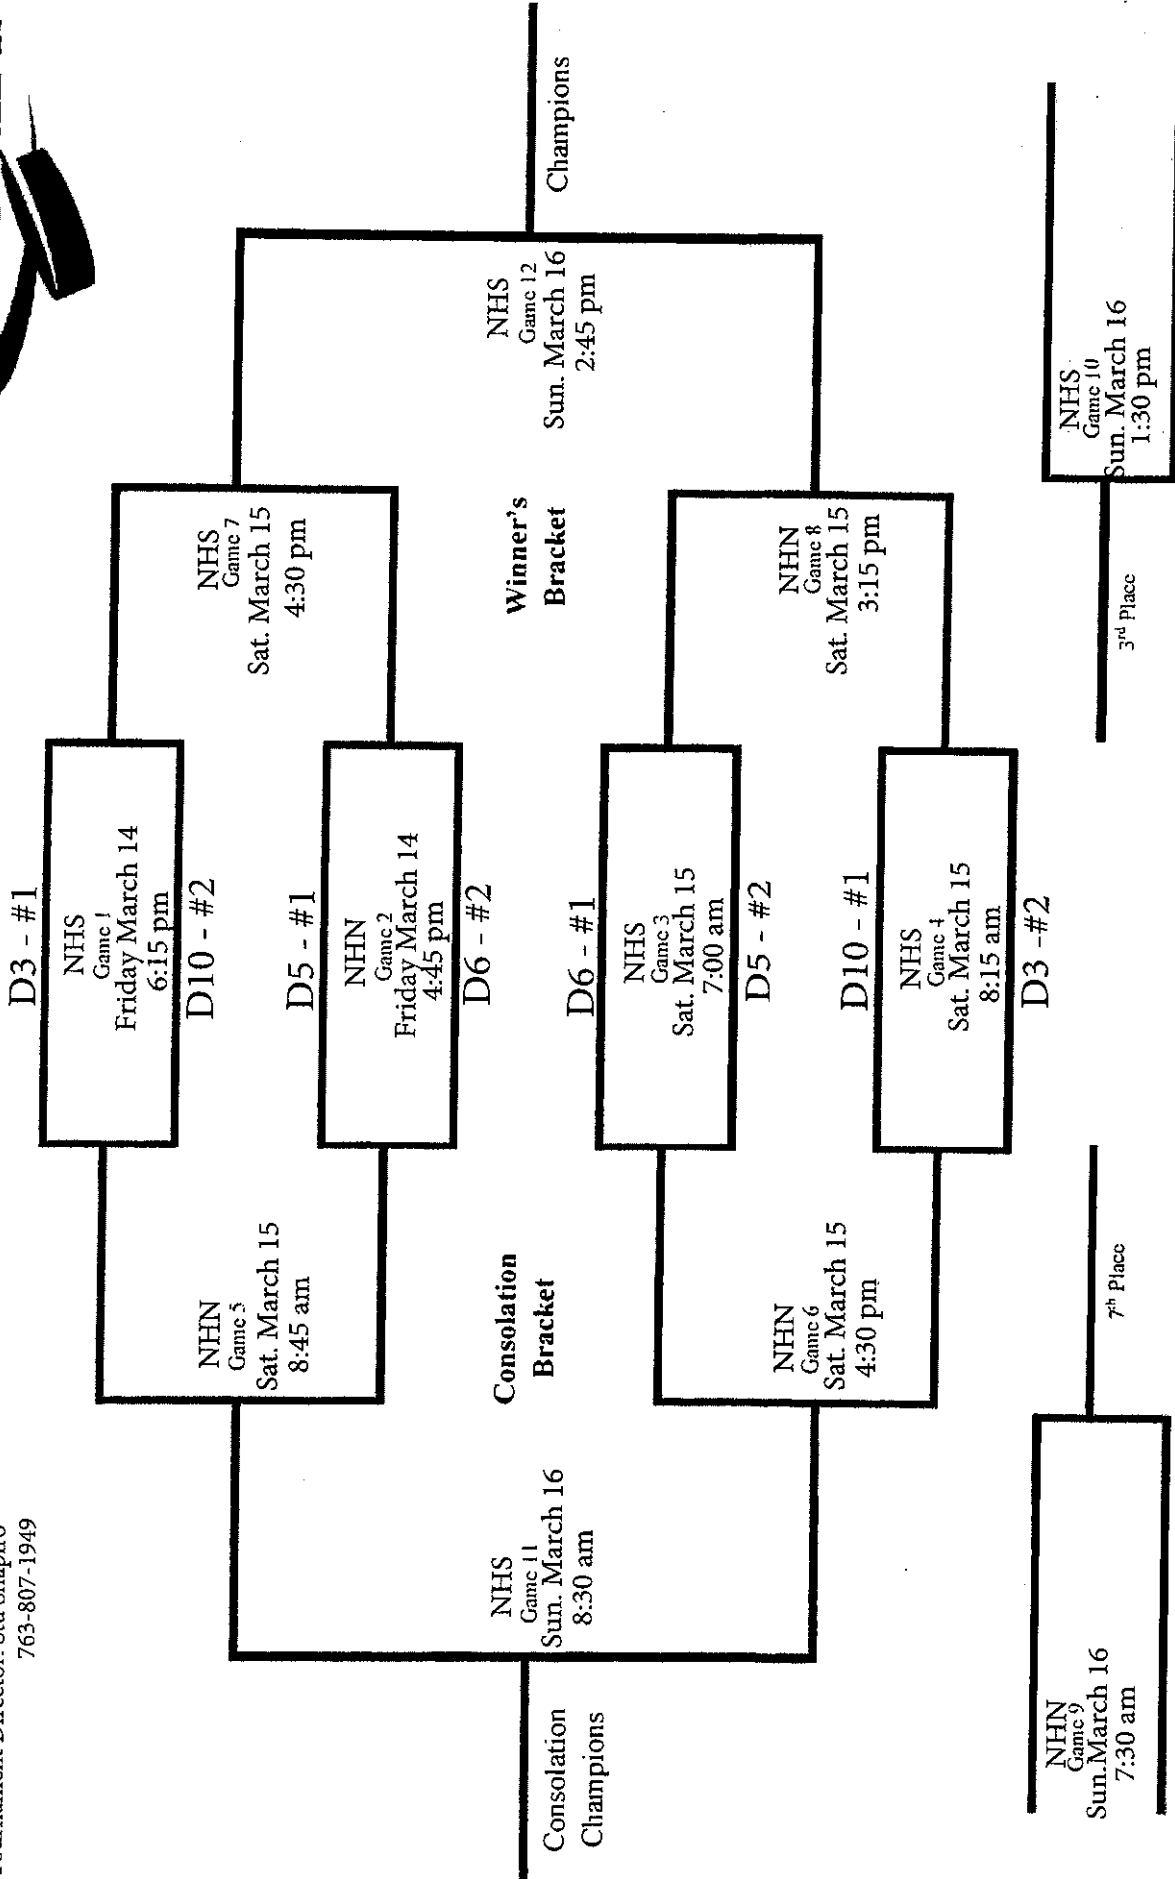 Tournament Director: Stu Shapiro
763-807-1949
D3 - #1
NHS
Game 1
Friday March 14
6:15 pm
D10 - #2
D5 - #1
NHN
Game 2
Friday March 14
4:45 pm
D6 - #2
D6 - #1
NHS
Game 3
Sat. March 15
7:00 am
D5 - #2
D10 - #1
NHS
Game 4
Sat. March 15
8:15 am
D3 -#2
NHN
Game 5
Sat. March 15
8:45 am
Consolation
Bracket
NHN
Game 6
Sat. March 15
4:30 pm
NHS
Game 11
Sun. March 16
8:30 am
Consolation
Champions
NHS
Game 7
Sat. March 15
4:30 pm
Winner's
Bracket
NHN
Game 8
Sat. March 15
3:15 pm
NHS
Game 12
Sun. March 16
2:45 pm
Champions
NHN
Game 9
Sun.March 16
7:30 am
7th Place
NHS
Game 10
Sun. March 16
1:30 pm
3rd Place